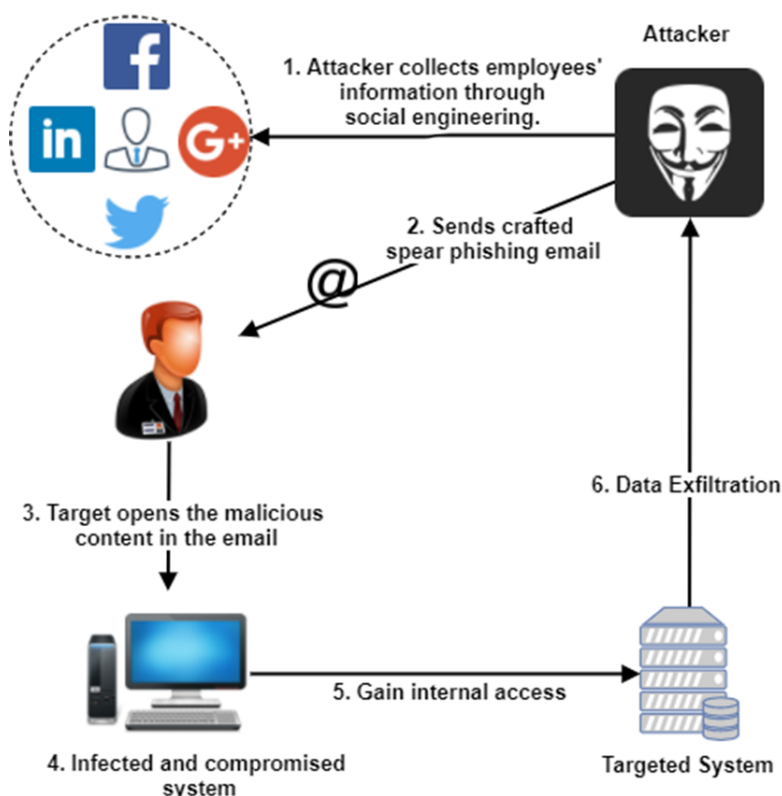 Attacker
1. Attacker collects employees'
information through
social engineering.
f
in
G+
2. Sends crafted
spear phishing email
@
3. Target opens the malicious
content in the email
6. Data Exfiltration
5. Gain internal access
4. Infected and compromised
system
Targeted System